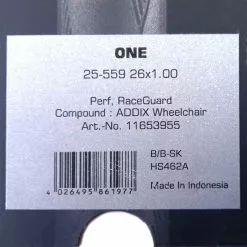 ONE
25-559 26x1.00
Perf, RaceGuard
Compound : ADDIX Wheelchair
Art.-No. 11653955
B/B-SK
HS462A
4 026495 861977
Made In Indonesia